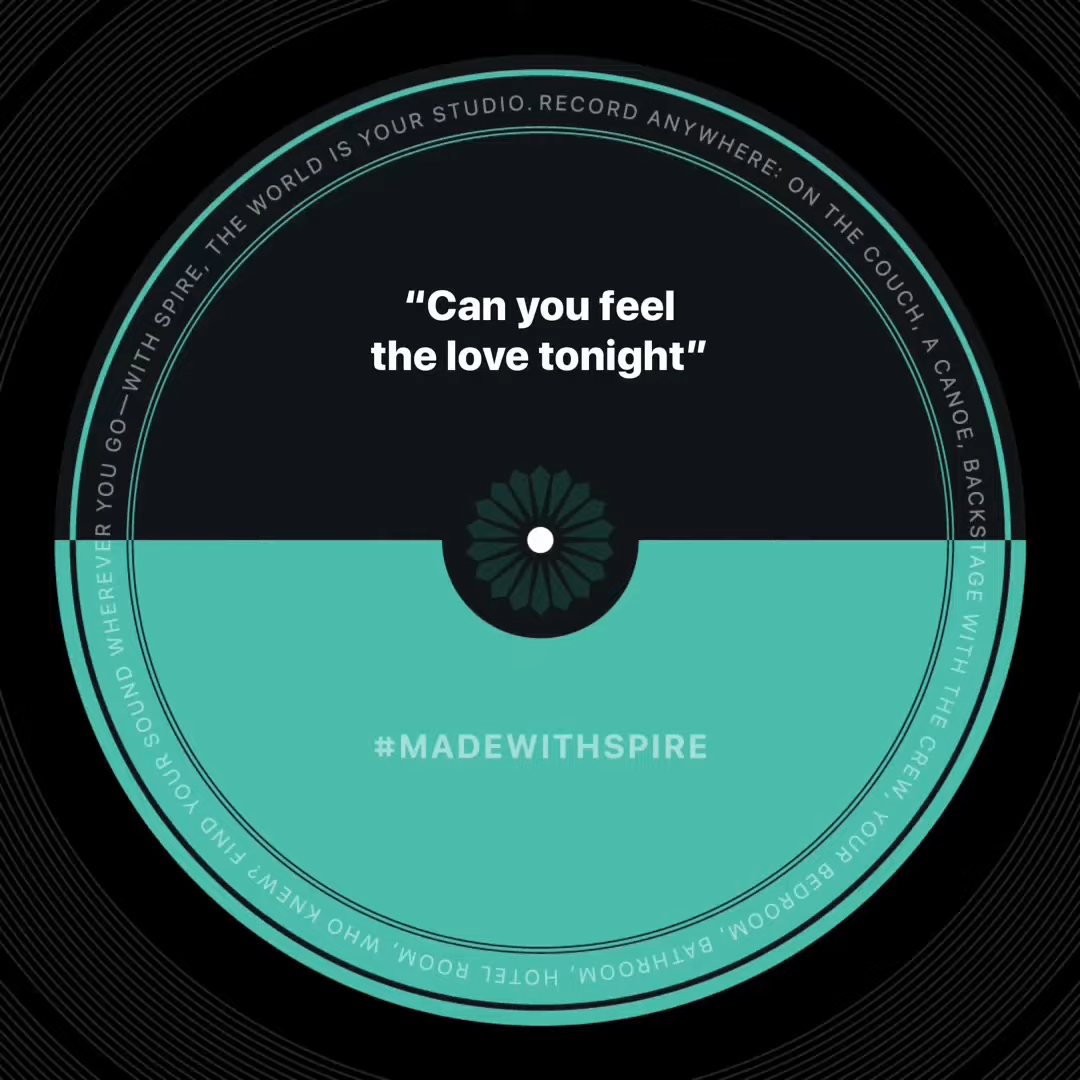 “Can you feel
the love tonight”
#MADEWITHSPIRE
RECORD ANYWHERE: ON THE COUCH, A CANOE, BACKSTAGE WITH THE CREW, YOUR BEDROOM, BATHROOM, HOTEL ROOM, WHO KNEW? FIND YOUR SOUND WHEREVER YOU GO—WITH SPIRE, THE WORLD IS YOUR STUDIO.